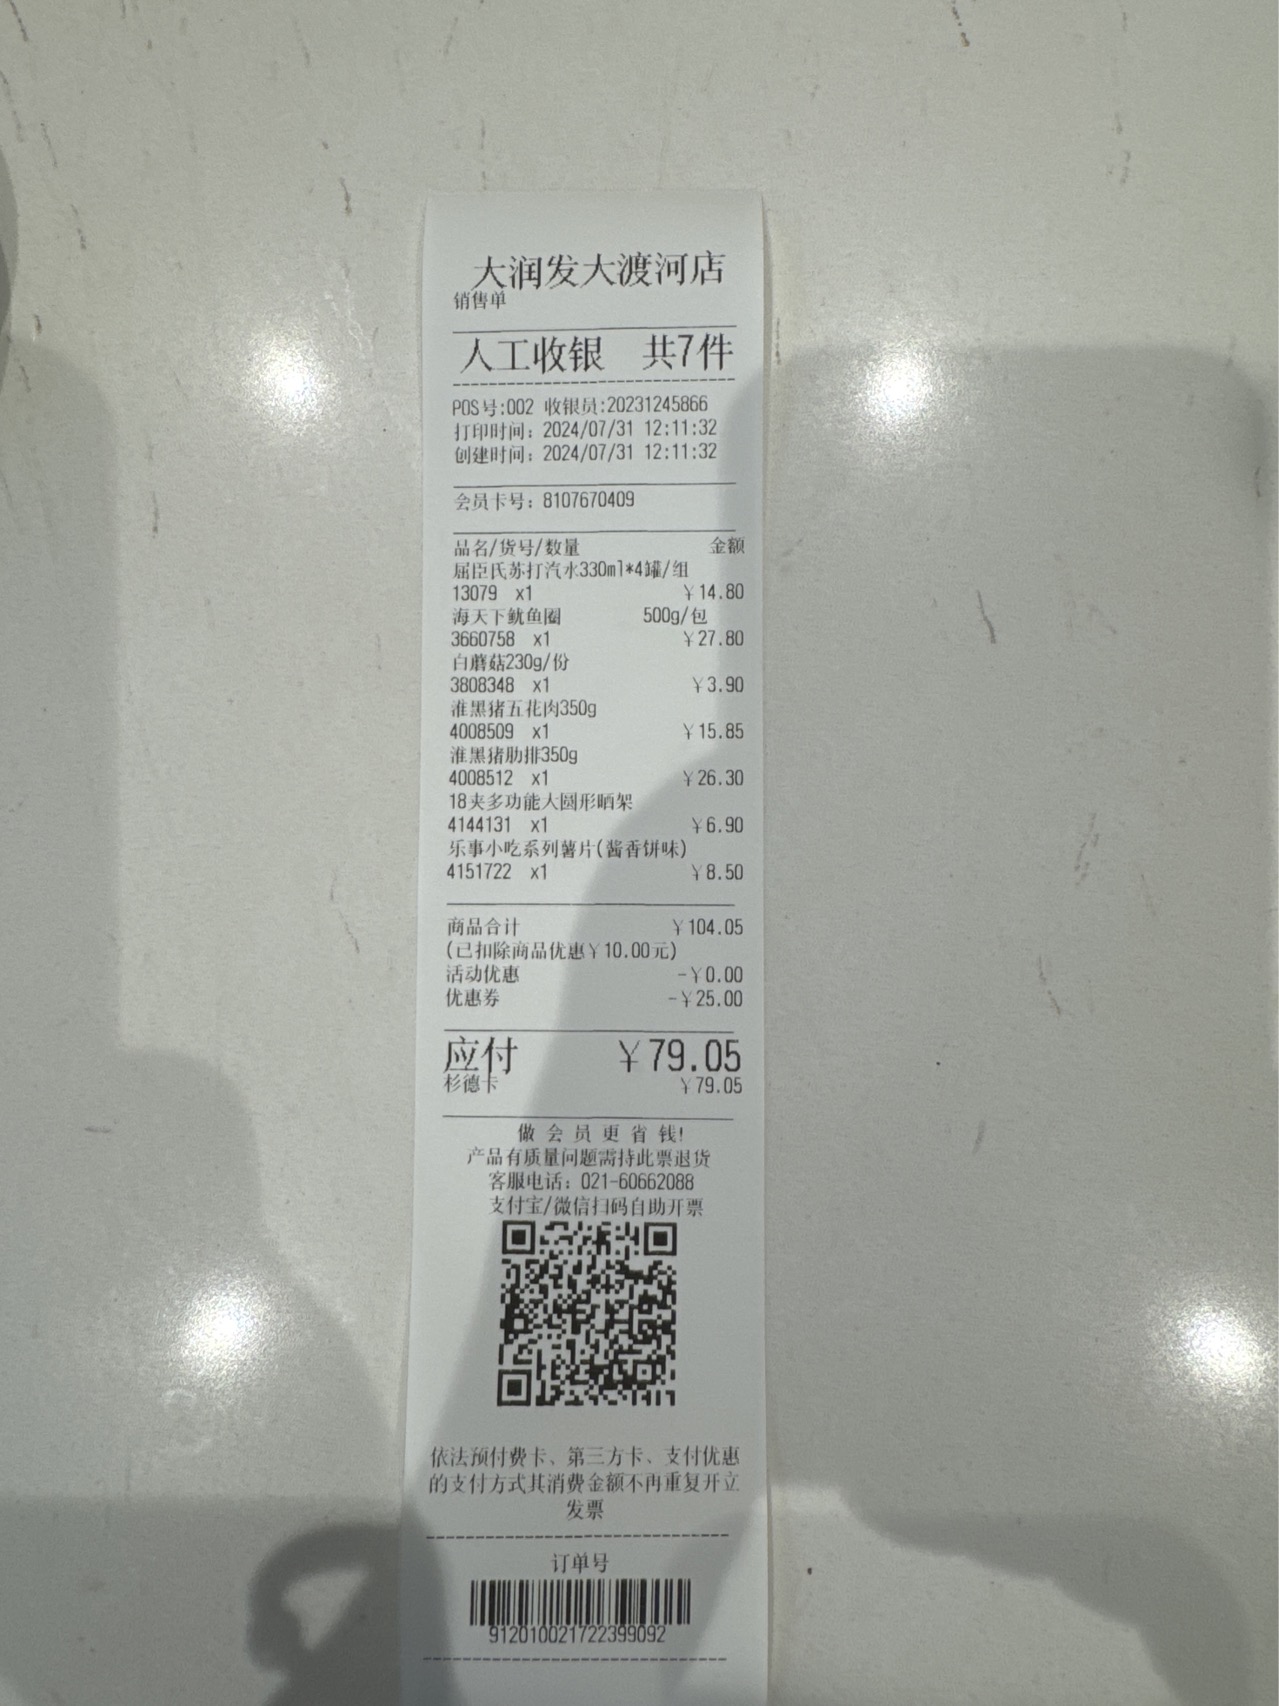 大润发大渡河店
销售单
人工收银 共7件
POS号:002 收银员:20231245866
打印时间: 2024/07/31 12:11:32
创建时间: 2024/07/31 12:11:32
会员卡号: 8107670409
品名/货号/数量 金额
屈臣氏苏打汽水330ml*4罐/组
13079 x1 ￥14.80
海天下鱿鱼圈 500g/包
3660758 x1 ￥27.80
白蘑菇230g/份
3808348 x1 ￥3.90
淮黑猪五花肉350g
4008509 x1 ￥15.85
淮黑猪肋排350g
4008512 x1 ￥26.30
18夹多功能大圆形晒架
4144131 x1 ￥6.90
乐事小吃系列薯片(酱香饼味)
4151722 x1 ￥8.50
商品合计 ￥104.05
(已扣除商品优惠￥10.00元)
活动优惠 -￥0.00
优惠券 -￥25.00
应付 ￥79.05
杉德卡 ￥79.05
做会员更省钱!
产品有质量问题需持此票退货
客服电话: 021-60662088
支付宝/微信扫码自助开票
依法预付费卡、第三方卡、支付优惠
的支付方式其消费金额不再重复开立
发票
订单号
912010021722399092